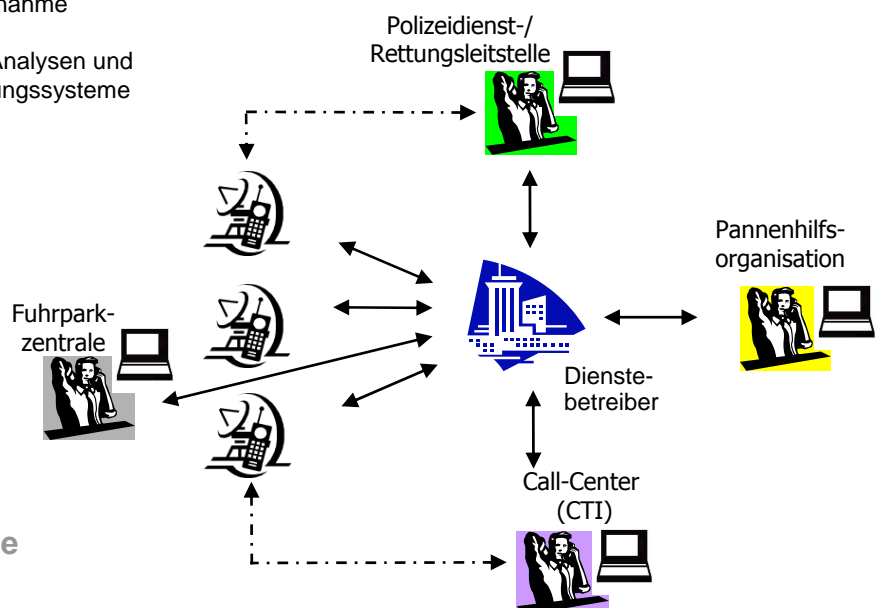 Polizeidienst-/
Rettungsleitstelle
Analysen und
Pannenhilfs-
organisation
Fuhrpark-
zentrale
Dienste-
betreiber
Call-Center
(CTI)